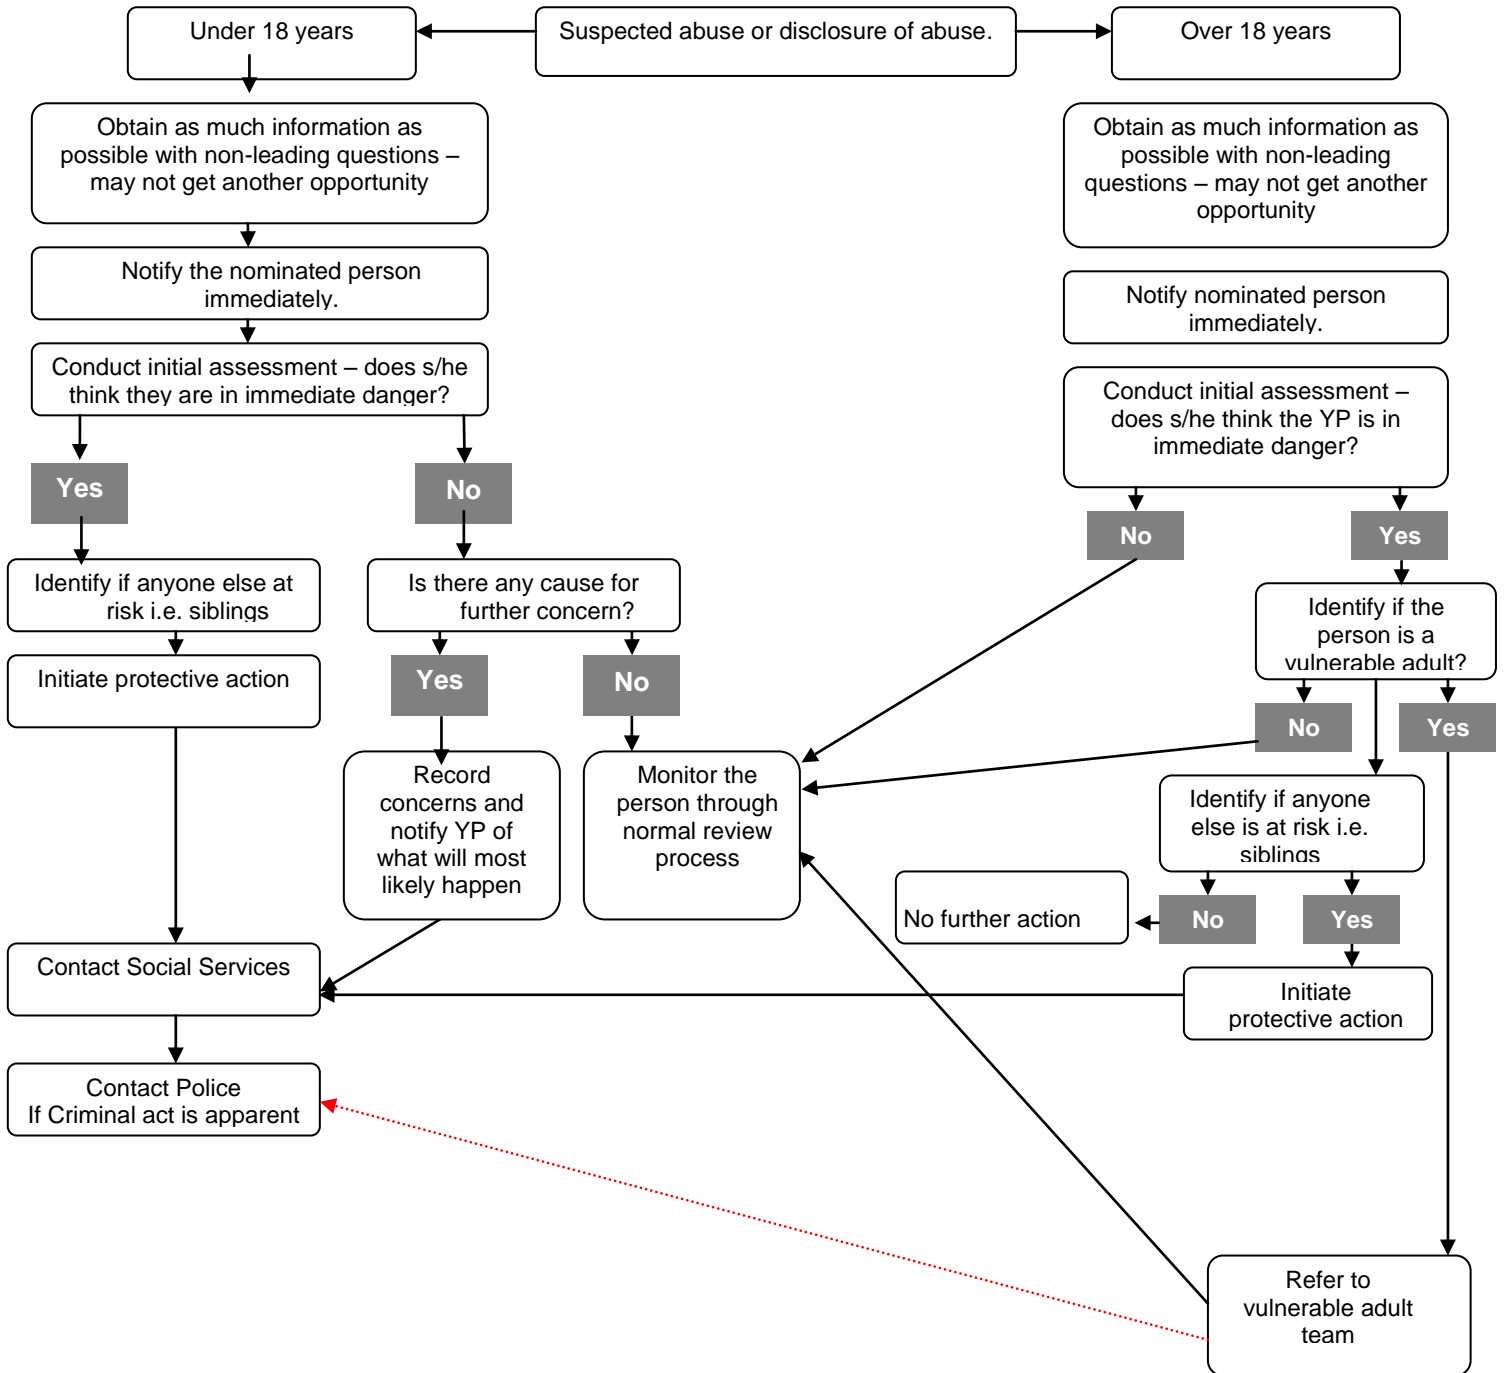 Under 18 years
Suspected abuse or disclosure of abuse.
Over 18 years
Obtain as much information as
possible with non-leading questions –
may not get another opportunity
Obtain as much information as
possible with non-leading
questions – may not get another
opportunity
Notify the nominated person
immediately.
Notify nominated person
immediately.
Conduct initial assessment – does s/he
think they are in immediate danger?
Conduct initial assessment –
does s/he think the YP is in
immediate danger?
Yes
No
No
Yes
Identify if anyone else at
risk i.e. siblings
Is there any cause for
further concern?
Identify if the
person is a
vulnerable adult?
Initiate protective action
Yes
No
No
Yes
Record
concerns and
notify YP of
what will most
likely happen
Monitor the
person through
normal review
process
Identify if anyone
else is at risk i.e.
siblings
No further action
No
Yes
Contact Social Services
Initiate
protective action
Contact Police
If Criminal act is apparent
Refer to
vulnerable adult
team